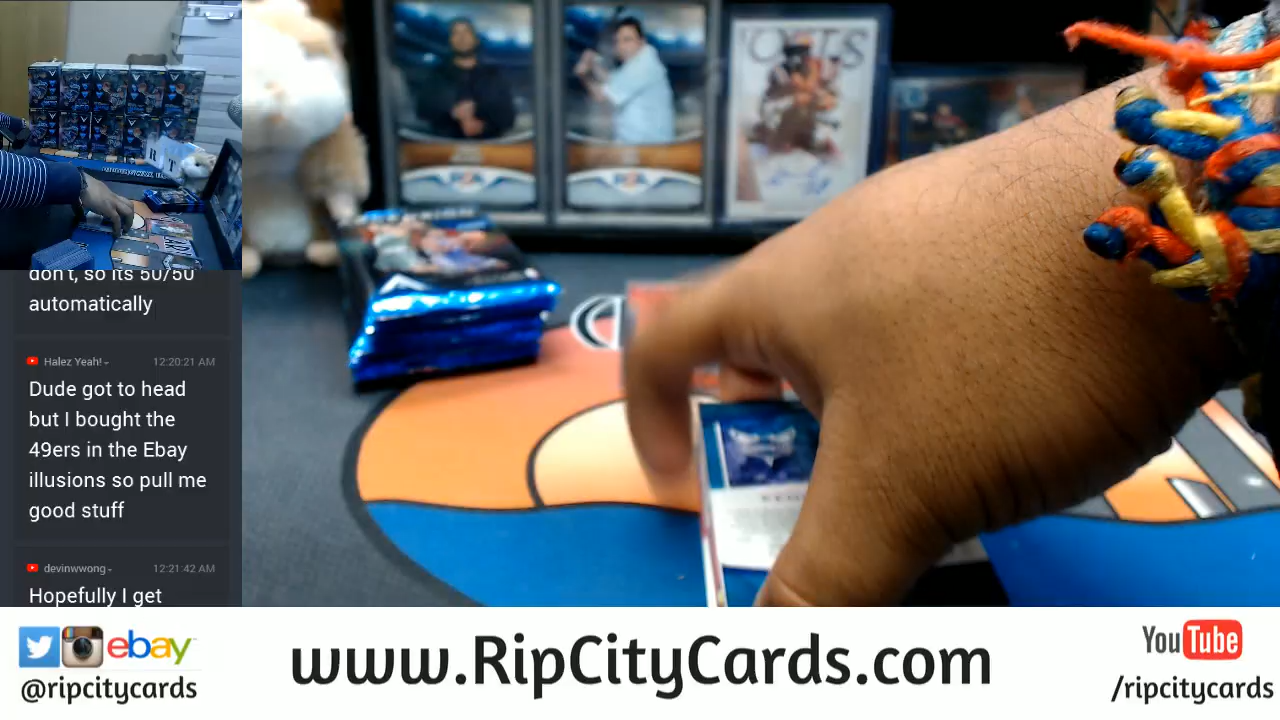 don't, so its 50/50
automatically
Halez Yeah! 12:20:21 AM
Dude got to head
but I bought the
49ers in the Ebay
illusions so pull me
good stuff
devinwwong 12:21:42 AM
Hopefully I get
ebay
@ripcitycards
www.RipCityCards.com
YouTube
/ripcitycards